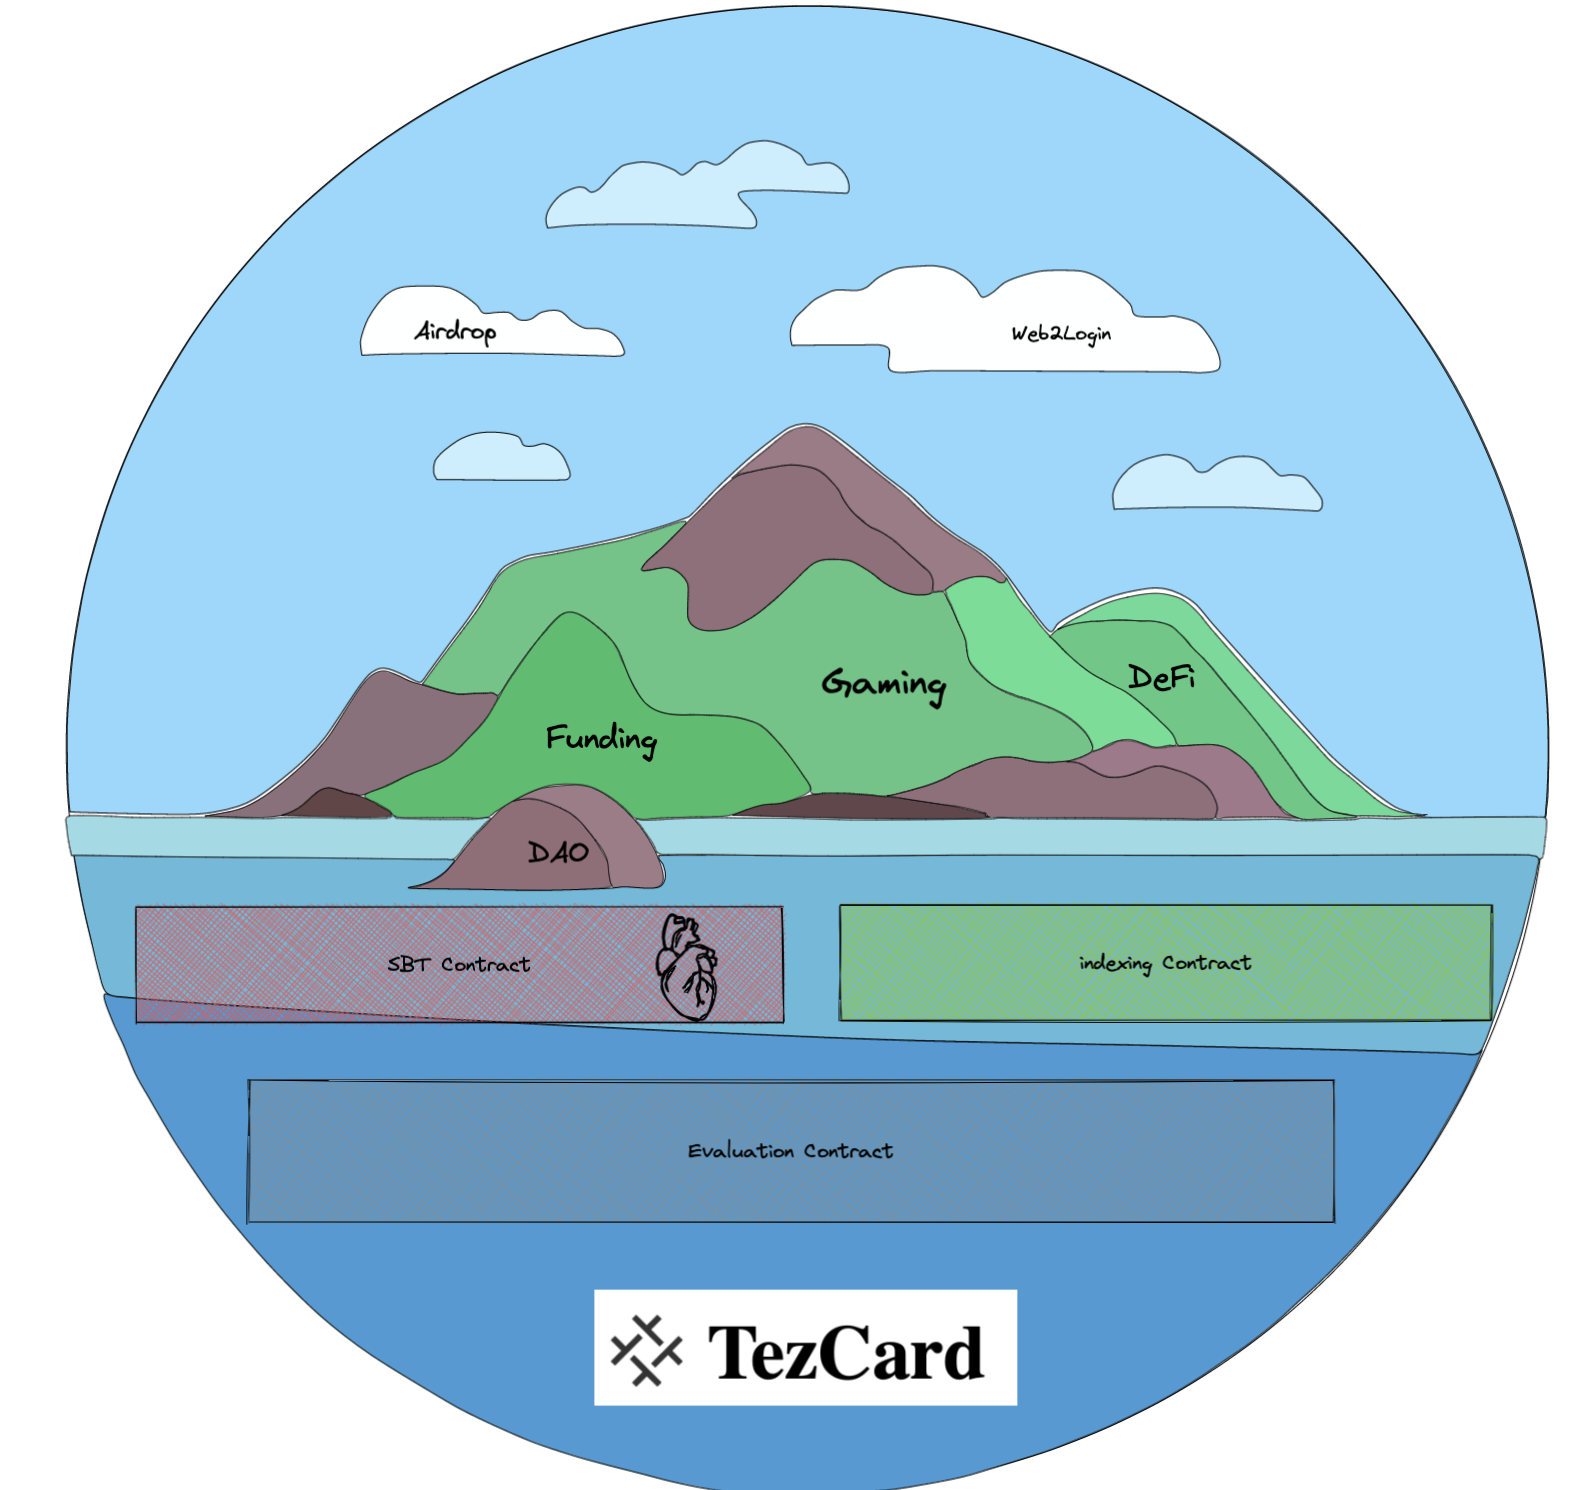 Airdrop
Web2Login
Gaming
DeFi
Funding
DAO
SBT Contract
indexing Contract
Evaluation Contract
TezCard